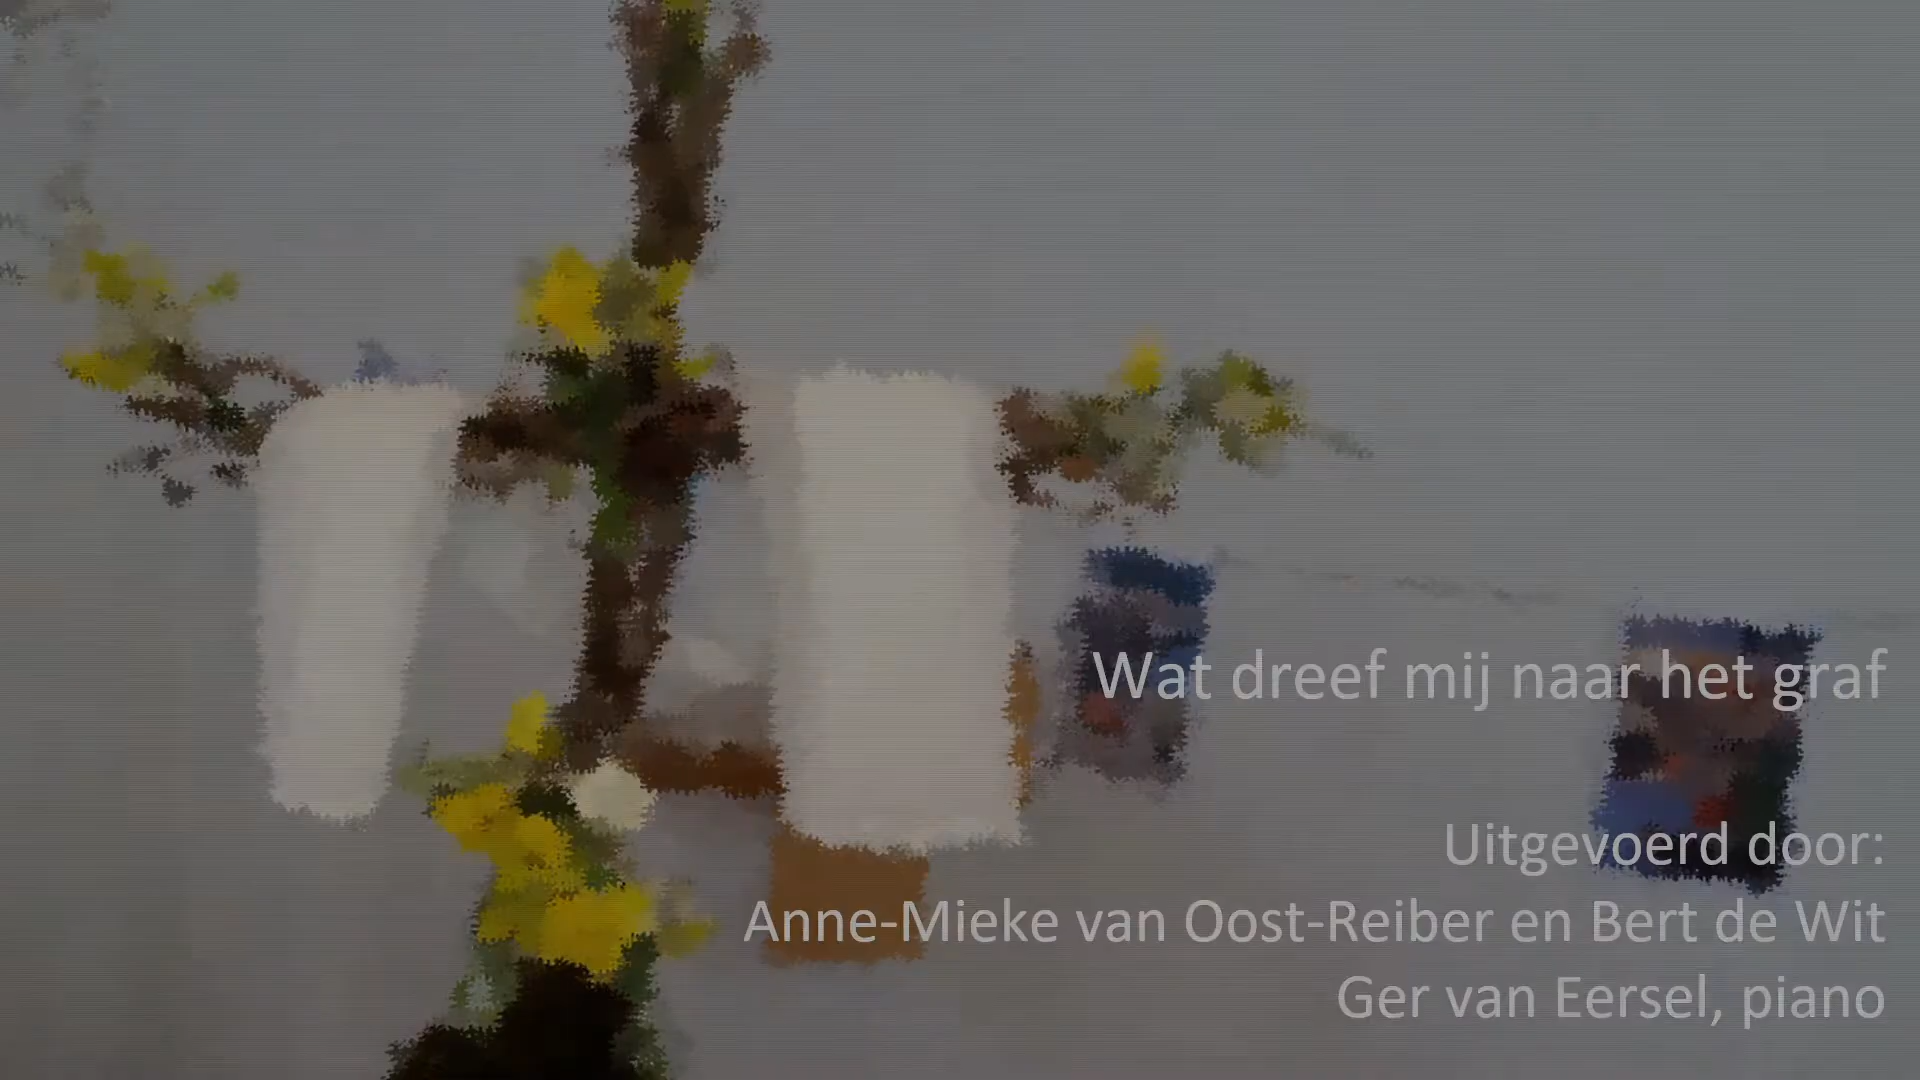 Wat dreef mij naar het graf
Uitgevoerd door:
Anne-Mieke van Oost-Reiber en Bert de Wit
Ger van Eersel, piano